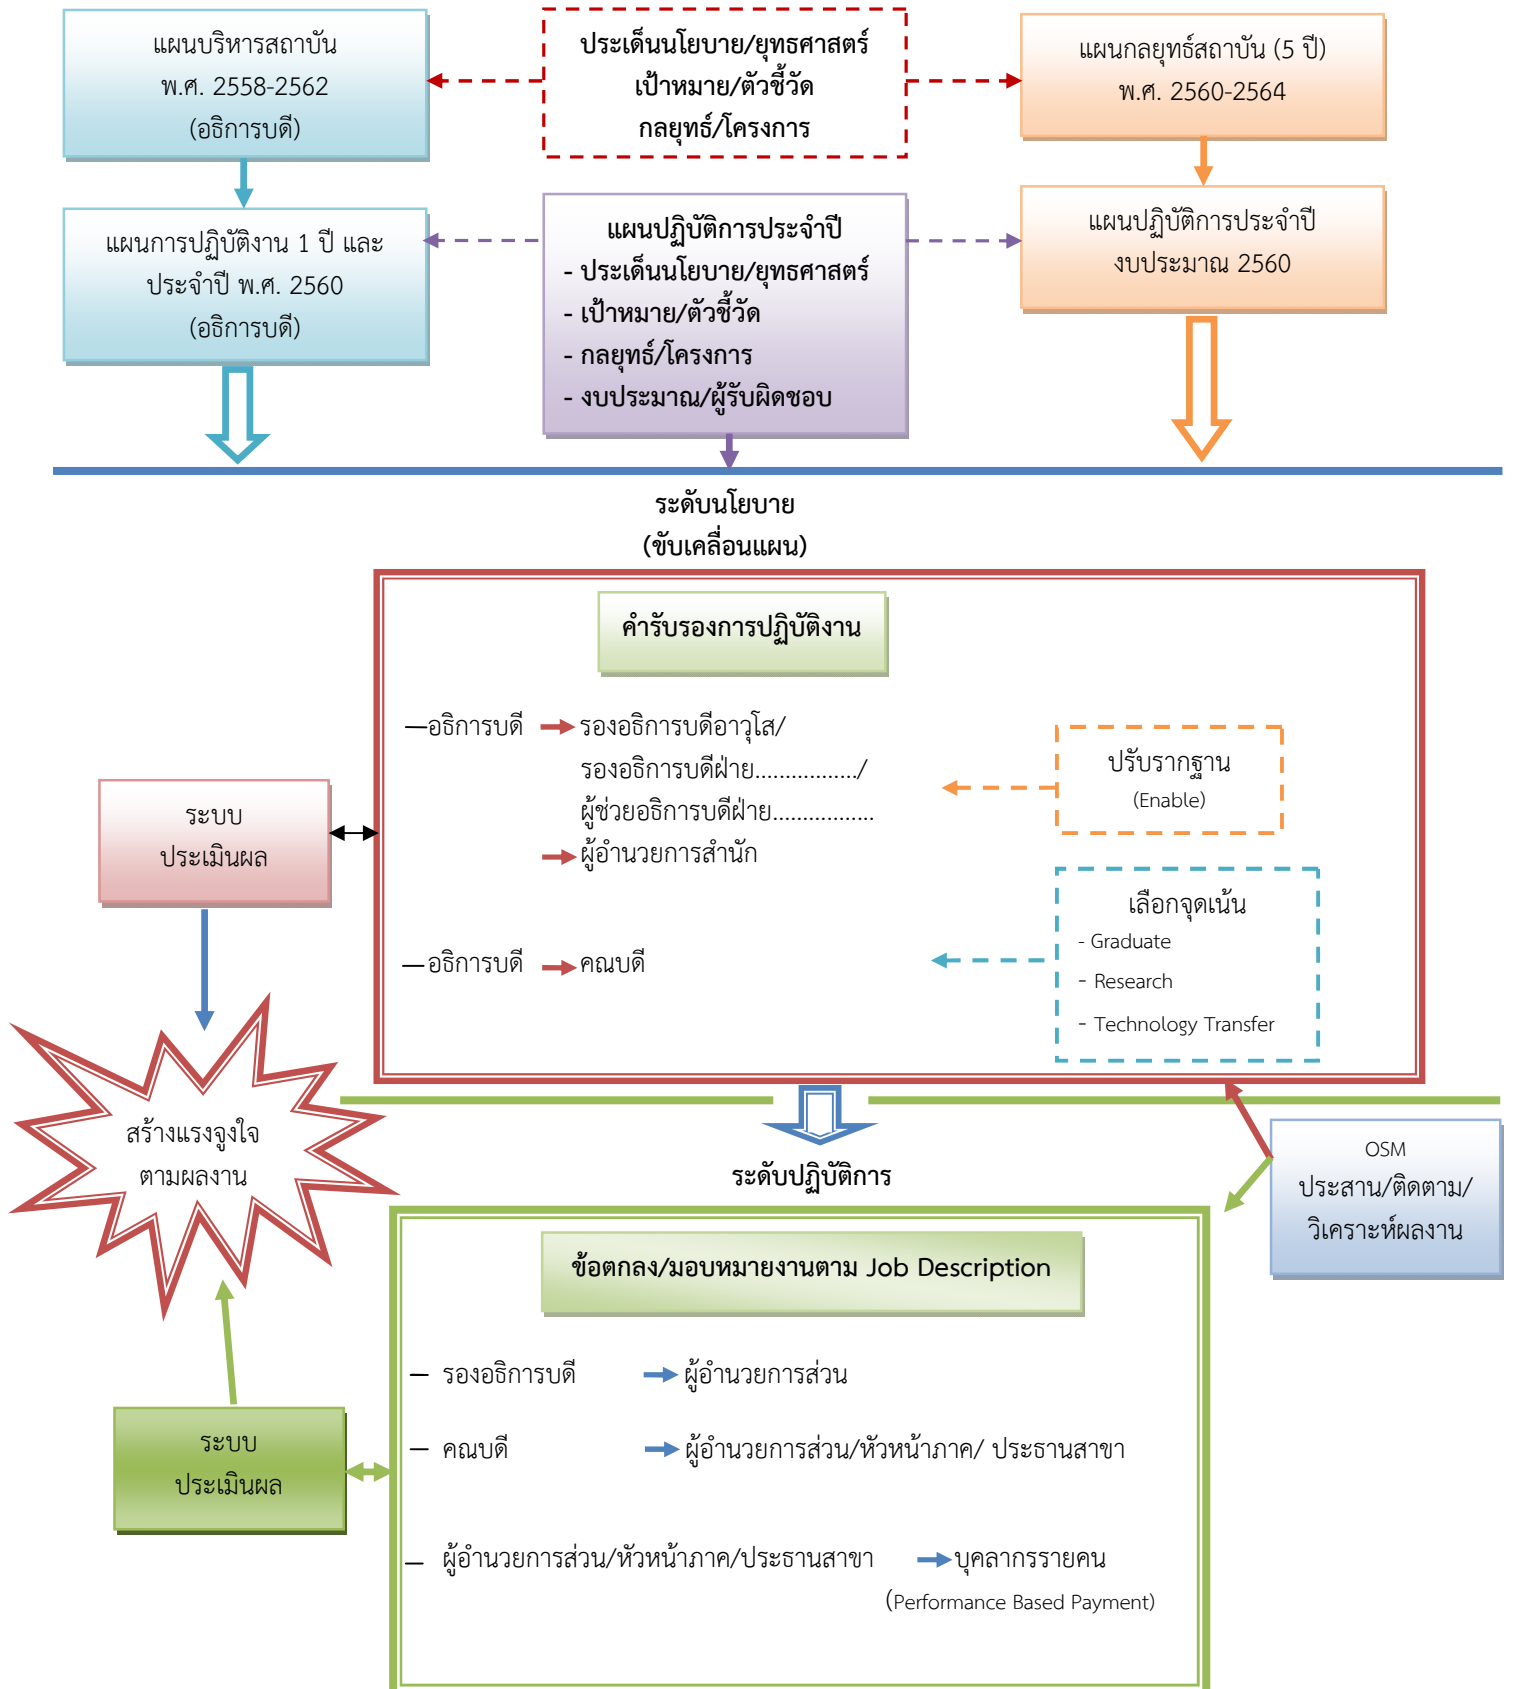 แผนบริหารสถาบัน
พ.ศ. 2558-2562
(อธิการบดี)
ประเด็นนโยบาย/ยุทธศาสตร์
เป้าหมาย/ตัวชี้วัด
กลยุทธ์/โครงการ
แผนกลยุทธ์สถาบัน (5 ปี)
พ.ศ. 2560-2564
แผนการปฏิบัติงาน 1 ปี และ
ประจำปี พ.ศ. 2560
(อธิการบดี)
แผนปฏิบัติการประจำปี
- ประเด็นนโยบาย/ยุทธศาสตร์
- เป้าหมาย/ตัวชี้วัด
- กลยุทธ์/โครงการ
- งบประมาณ/ผู้รับผิดชอบ
แผนปฏิบัติการประจำปี
งบประมาณ 2560
ระดับนโยบาย
(ขับเคลื่อนแผน)
คำรับรองการปฏิบัติงาน
—อธิการบดี
รองอธิการบดีอาวุโส/
รองอธิการบดีฝ่าย................./
ผู้ช่วยอธิการบดีฝ่าย.................
ผู้อำนวยการสำนัก
ปรับรากฐาน
(Enable)
ระบบ
ประเมินผล
เลือกจุดเน้น
- Graduate
- Research
- Technology Transfer
—อธิการบดี
คณบดี
สร้างแรงจูงใจ
ตามผลงาน
ระดับปฏิบัติการ
OSM
ประสาน/ติดตาม/
วิเคราะห์ผลงาน
ข้อตกลง/มอบหมายงานตาม Job Description
— รองอธิการบดี
ผู้อำนวยการส่วน
— คณบดี
ผู้อำนวยการส่วน/หัวหน้าภาค/ ประธานสาขา
ระบบ
ประเมินผล
— ผู้อำนวยการส่วน/หัวหน้าภาค/ประธานสาขา
บุคลากรรายคน
(Performance Based Payment)